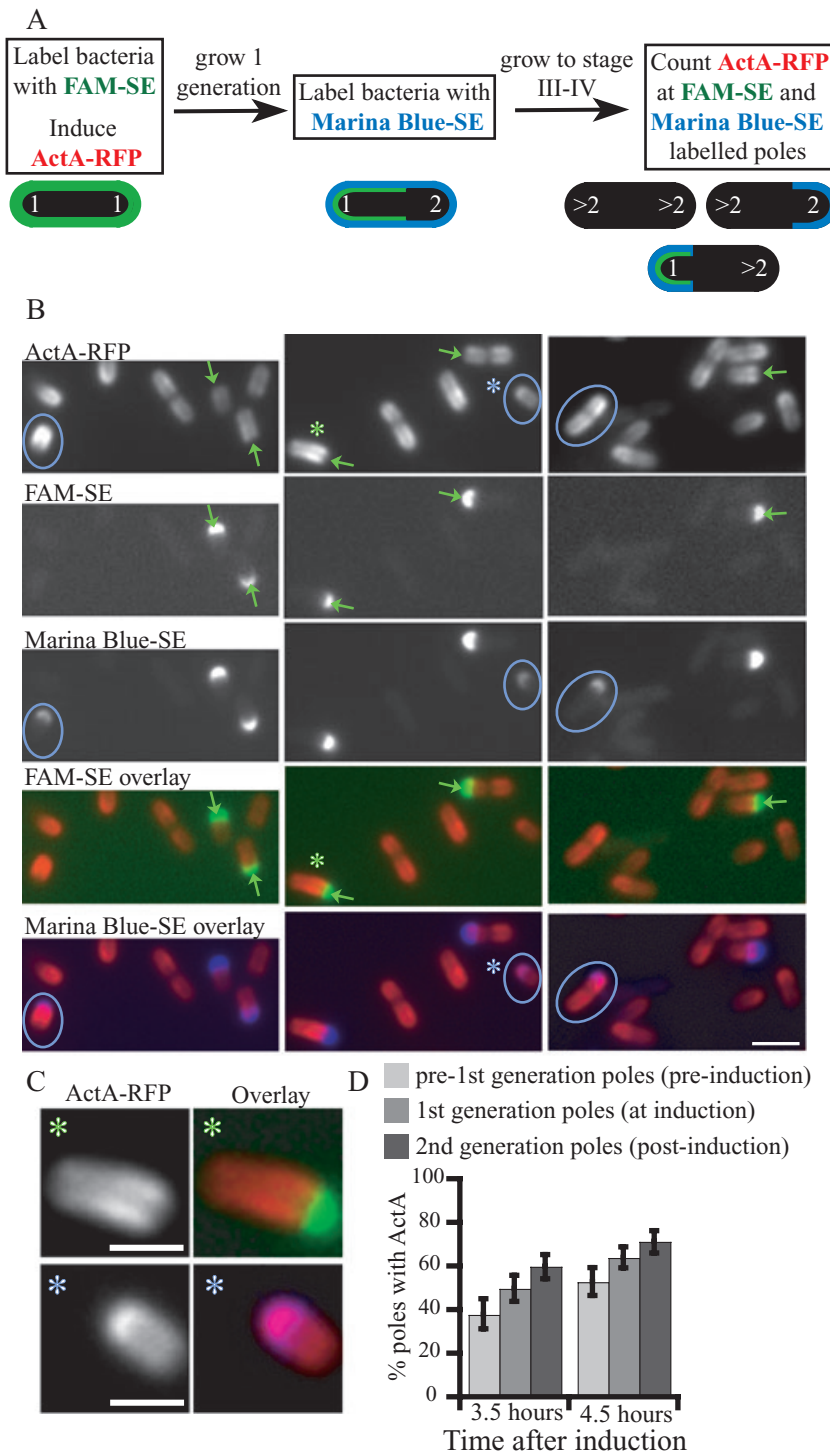 A
Label bacteria
with FAM-SE
Induce
ActA-RFP
grow 1
generation
Label bacteria with
Marina Blue-SE
grow to stage
III-IV
Count ActA-RFP
at FAM-SE and
Marina Blue-SE
labelled poles
1 1
1 2
>2 >2
>2 2
1 >2
B
ActA-RFP
*
*
FAM-SE
Marina Blue-SE
FAM-SE overlay
*
Marina Blue-SE overlay
*
C
ActA-RFP Overlay
* *
* *
D
pre-1st generation poles (pre-induction)
1st generation poles (at induction)
2nd generation poles (post-induction)
% poles with ActA
100
80
60
40
20
0
3.5 hours 4.5 hours
Time after induction